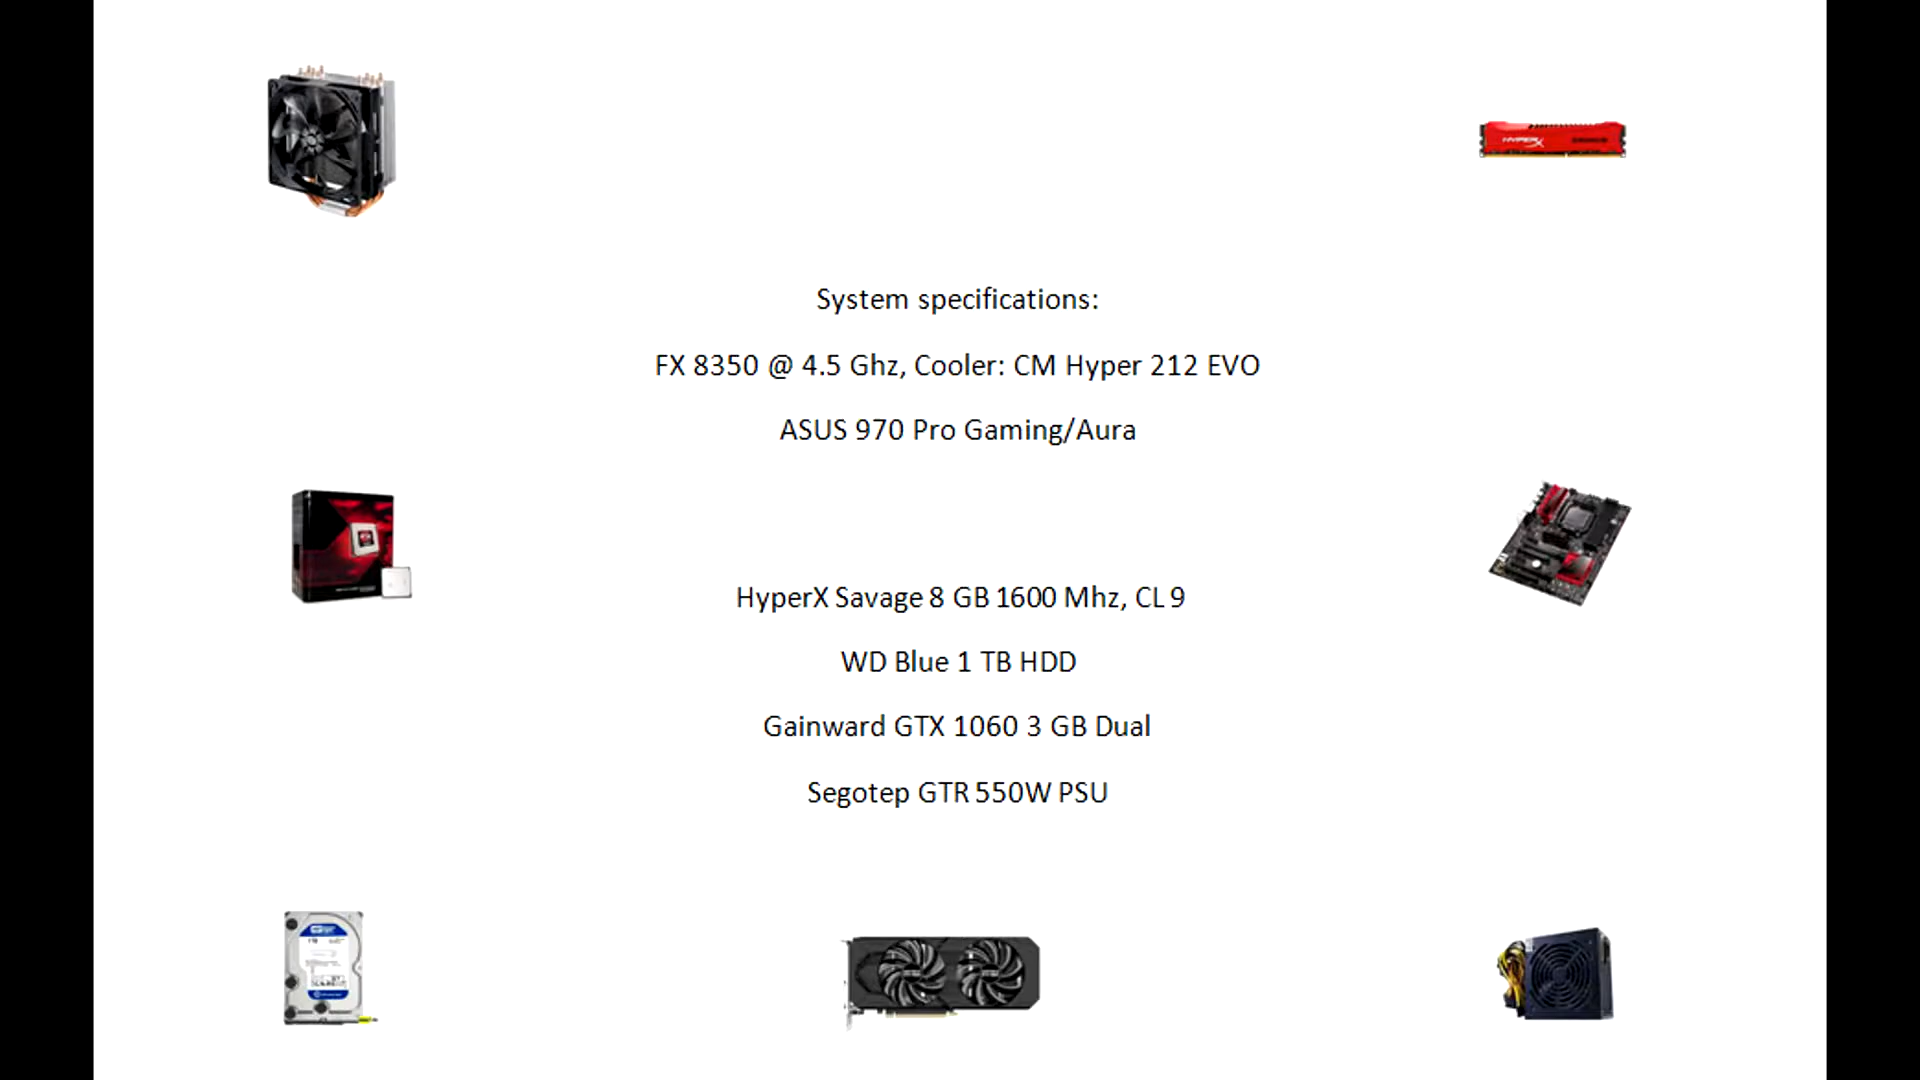 HYPERX
System specifications:
FX 8350 @ 4.5 Ghz, Cooler: CM Hyper 212 EVO
ASUS 970 Pro Gaming/Aura
HyperX Savage 8 GB 1600 Mhz, CL 9
WD Blue 1 TB HDD
Gainward GTX 1060 3 GB Dual
Segotep GTR 550W PSU